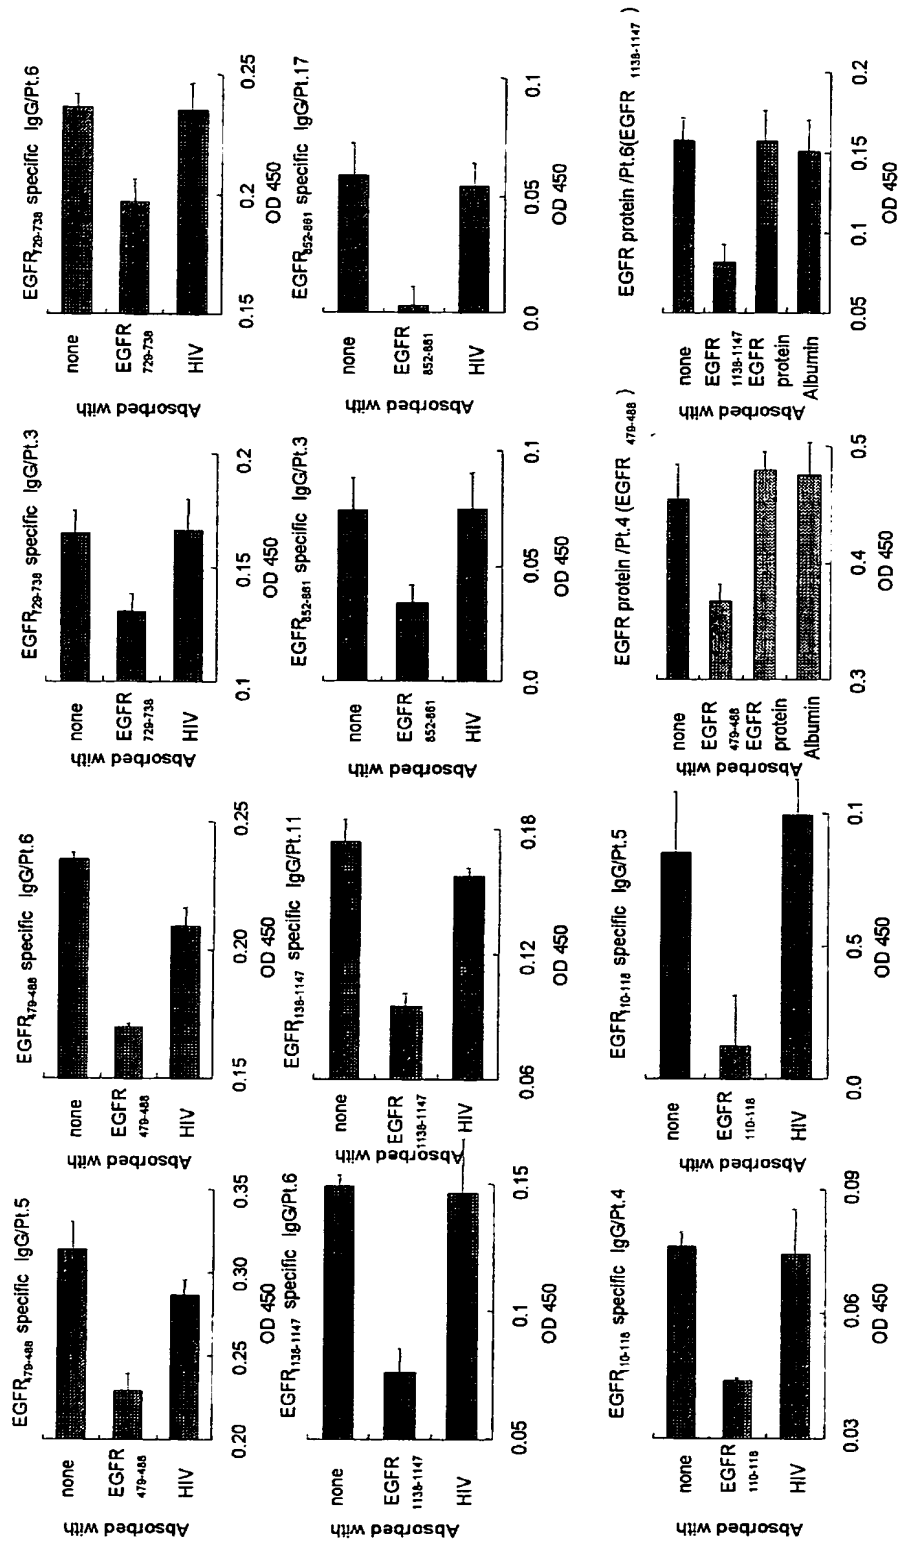 EGFR479-488 specific IgG/Pt.5
Absorbed with
none
EGFR
479-488
HIV
0.20 0.25 0.30 0.35
OD 450
EGFR479-488 specific IgG/Pt.6
Absorbed with
none
EGFR
479-488
HIV
0.15 0.20 0.25
OD 450
EGFR729-738 specific IgG/Pt.3
Absorbed with
none
EGFR
729-738
HIV
0.1 0.15 0.2
OD 450
EGFR729-738 specific IgG/Pt.6
Absorbed with
none
EGFR
729-738
HIV
0.15 0.2 0.25
OD 450
EGFR1138-1147 specific IgG/Pt.6
Absorbed with
none
EGFR
1138-1147
HIV
0.05 0.1 0.15
OD 450
EGFR1138-1147 specific IgG/Pt.11
Absorbed with
none
EGFR
1138-1147
HIV
0.06 0.12 0.18
OD 450
EGFR852-861 specific IgG/Pt.3
Absorbed with
none
EGFR
852-861
HIV
0.0 0.05 0.1
OD 450
EGFR852-861 specific IgG/Pt.17
Absorbed with
none
EGFR
852-861
HIV
0.0 0.05 0.1
OD 450
EGFR110-118 specific IgG/Pt.4
Absorbed with
none
EGFR
110-118
HIV
0.03 0.06 0.09
OD 450
EGFR110-118 specific IgG/Pt.5
Absorbed with
none
EGFR
110-118
HIV
0.0 0.5 0.1
OD 450
EGFR protein /Pt.4 (EGFR 479-488)
Absorbed with
none
EGFR
479-488
EGFR
protein
Albumin
0.3 0.4 0.5
OD 450
EGFR protein /Pt.6(EGFR 1138-1147 )
Absorbed with
none
EGFR
1138-1147
EGFR
protein
Albumin
0.05 0.1 0.15 0.2
OD 450